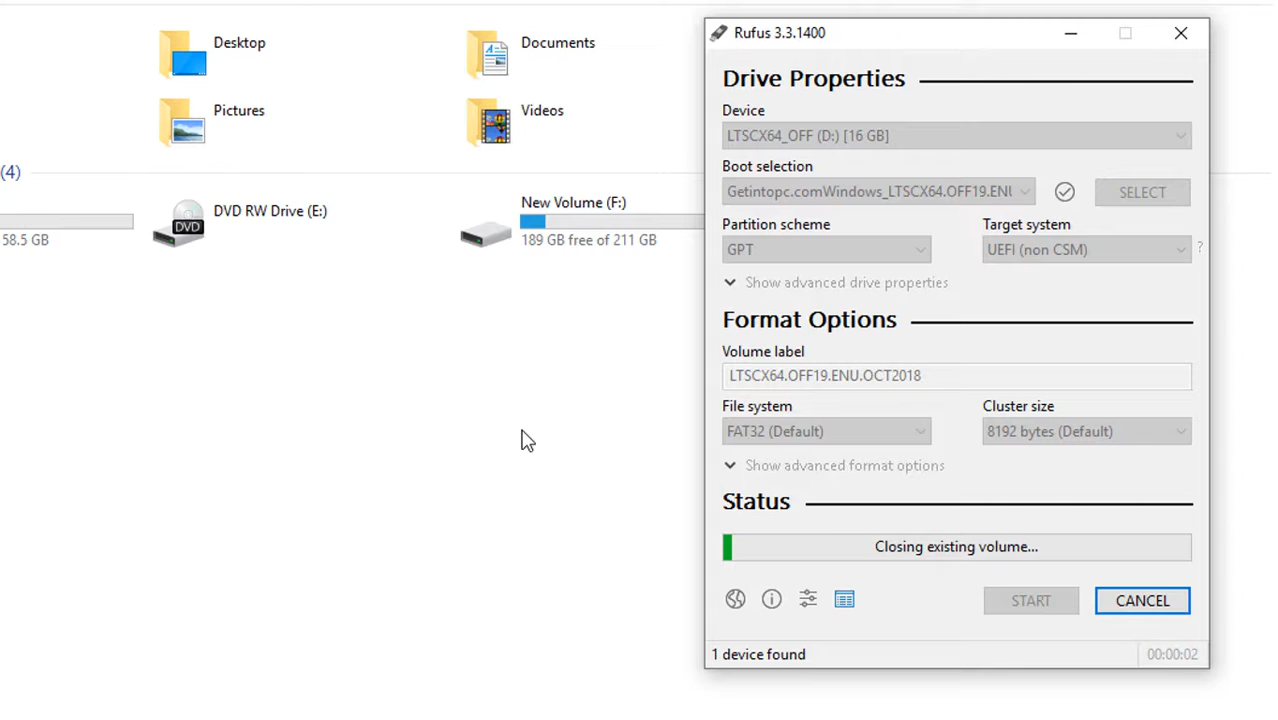 Desktop
Documents
Pictures
Videos
(4)
DVD RW Drive (E:)
DVD
New Volume (F:)
58.5 GB
189 GB free of 211 GB
Rufus 3.3.1400
Drive Properties
Device
LTSCX64_OFF (D:) [16 GB]
Boot selection
Getintopc.comWindows_LTSCX64.OFF19.ENU
SELECT
Partition scheme
Target system
GPT
UEFI (non CSM)
?
Show advanced drive properties
Format Options
Volume label
LTSCX64.OFF19.ENU.OCT2018
File system
Cluster size
FAT32 (Default)
8192 bytes (Default)
Show advanced format options
Status
Closing existing volume...
START
CANCEL
1 device found
00:00:02